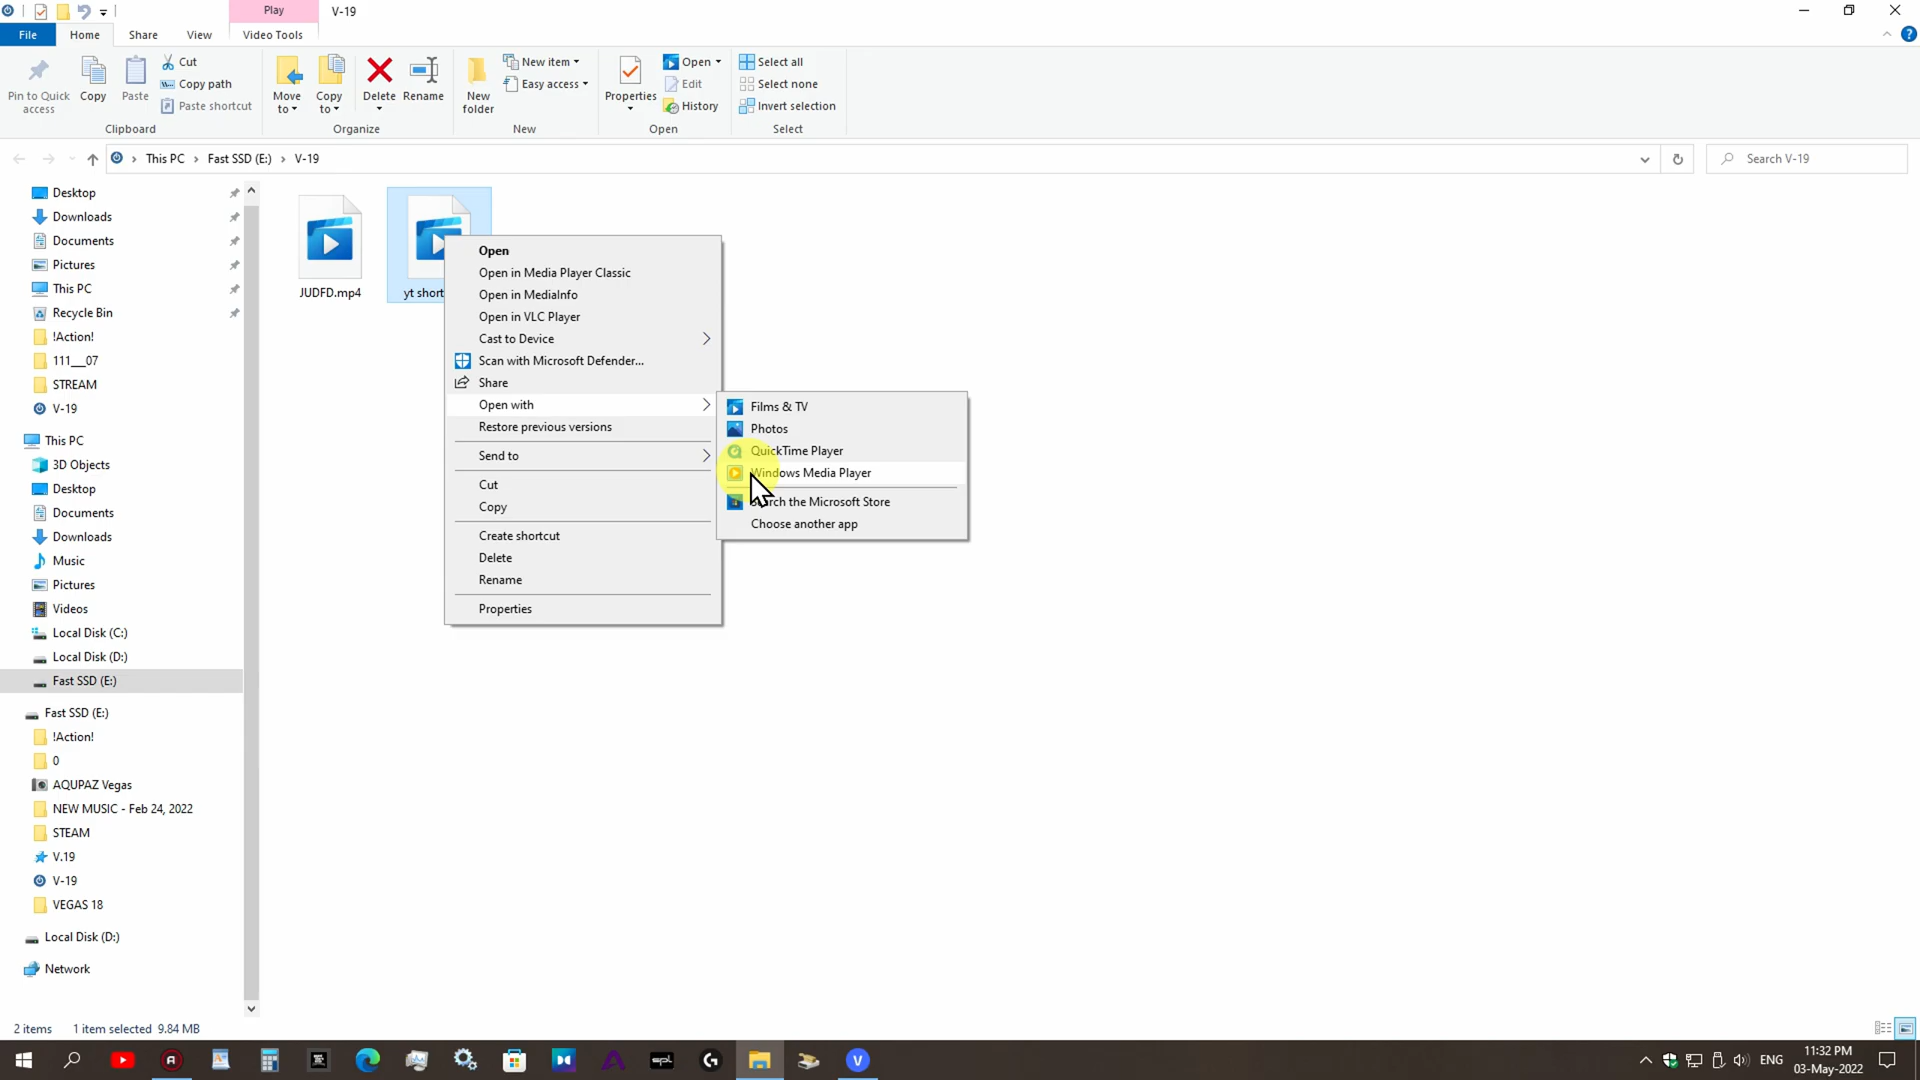 Play
V-19
File
Home
Share
View
Video Tools
Pin to Quick access
Copy
Paste
Cut
Copy path
Paste shortcut
Clipboard
Move to
Copy to
Delete
Rename
Organize
New folder
New item
Easy access
New
Properties
Open
Edit
History
Open
Select all
Select none
Invert selection
Select
This PC
Fast SSD (E:)
V-19
Search V-19
Desktop
Downloads
Documents
Pictures
This PC
Recycle Bin
!Action!
111__07
STREAM
V-19
This PC
3D Objects
Desktop
Documents
Downloads
Music
Pictures
Videos
Local Disk (C:)
Local Disk (D:)
Fast SSD (E:)
Fast SSD (E:)
!Action!
0
AQUPAZ Vegas
NEW MUSIC - Feb 24, 2022
STEAM
V.19
V-19
VEGAS 18
Local Disk (D:)
Network
JUDFD.mp4
yt short
Open
Open in Media Player Classic
Open in MediaInfo
Open in VLC Player
Cast to Device
Scan with Microsoft Defender...
Share
Open with
Restore previous versions
Send to
Cut
Copy
Create shortcut
Delete
Rename
Properties
Films & TV
Photos
QuickTime Player
Windows Media Player
Search the Microsoft Store
Choose another app
2 items
1 item selected 9.84 MB
spl
V
ENG
11:32 PM
03-May-2022